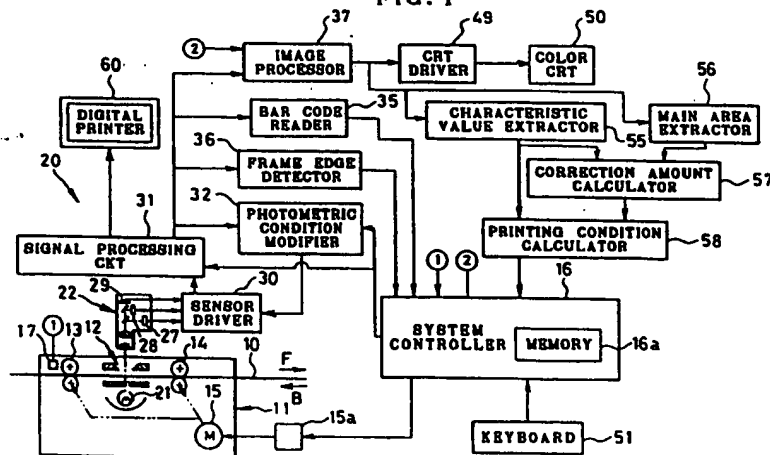 FIG. 1
37
49
50
2
IMAGE
PROCESSOR
CRT
DRIVER
COLOR
CRT
60
DIGITAL
PRINTER
35
BAR CODE
READER
CHARACTERISTIC
VALUE EXTRACTOR
55
56
MAIN AREA
EXTRACTOR
36
FRAME EDGE
DETECTOR
20
CORRECTION AMOUNT
CALCULATOR
57
32
31
PHOTOMETRIC
CONDITION
MODIFIER
PRINTING CONDITION
CALCULATOR
58
SIGNAL PROCESSING
CKT
30
1
2
16
29
22
SENSOR
DRIVER
27
28
SYSTEM
CONTROLLER
MEMORY
16a
1
17
13
12
14
10
F
B
21
15
11
M
15a
KEYBOARD
51